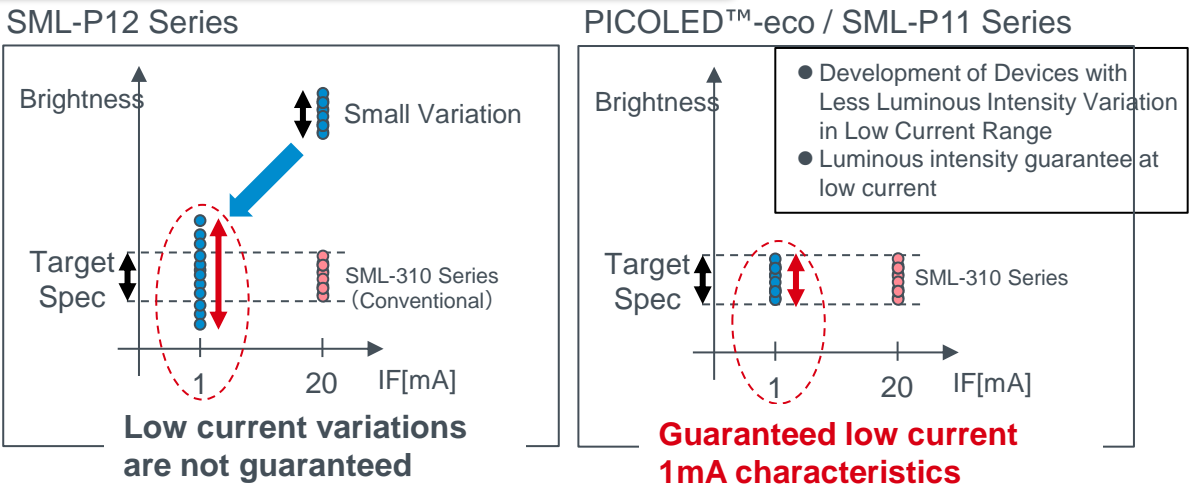 SML-P12 Series
Brightness
Small Variation
Target
Spec
SML-310 Series
（Conventional）
1
20
IF[mA]
Low current variations
are not guaranteed
PICOLED™-eco / SML-P11 Series
● Development of Devices with
Less Luminous Intensity Variation
in Low Current Range
● Luminous intensity guarantee at
low current
Brightness
Target
Spec
SML-310 Series
1
20
IF[mA]
Guaranteed low current
1mA characteristics